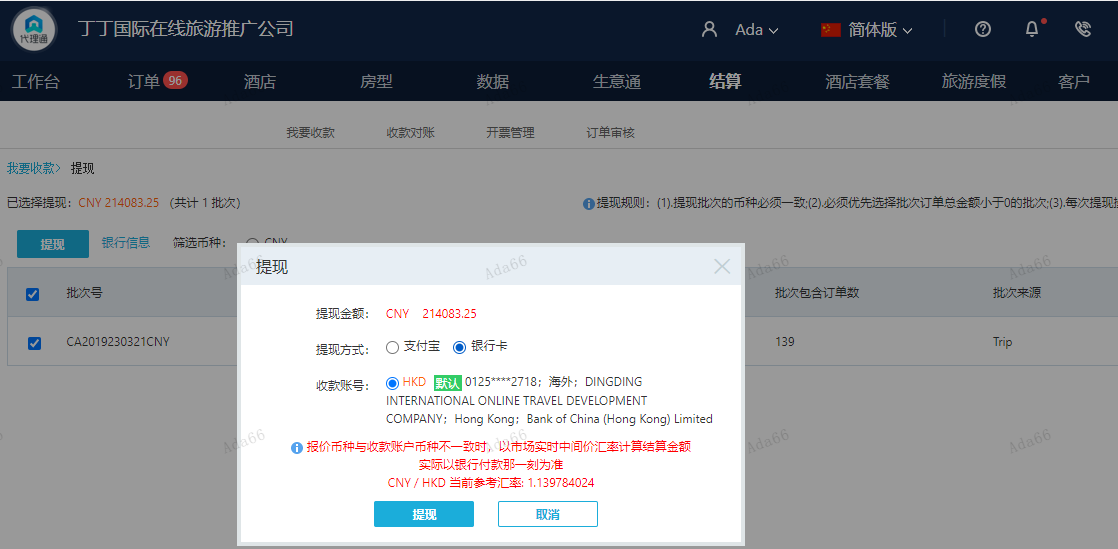 代理通
丁丁国际在线旅游推广公司
Ada
简体版
工作台 订单 96 酒店 房型 数据 生意通 结算 酒店套餐 旅游度假 客户
我要收款 收款对账 开票管理 订单审核
我要收款> 提现
已选择提现：CNY 214083.25 （共计 1 批次）
提现规则：(1).提现批次的币种必须一致;(2).必须优先选择批次订单总金额小于0的批次;(3).每次提现
提现 银行信息 筛选币种： CNY
批次号 批次包含订单数 批次来源
CA2019230321CNY 139 Trip
提现
提现金额： CNY 214083.25
提现方式： 支付宝 银行卡
收款账号： HKD 默认 0125****2718；海外；DINGDING
INTERNATIONAL ONLINE TRAVEL DEVELOPMENT
COMPANY；Hong Kong；Bank of China (Hong Kong) Limited
报价币种与收款账户币种不一致时，以市场实时中间价汇率计算结算金额
实际以银行付款那一刻为准
CNY / HKD 当前参考汇率: 1.139784024
提现 取消
Ada66
Ada66
Ada66
Ada66
Ada66
Ada66